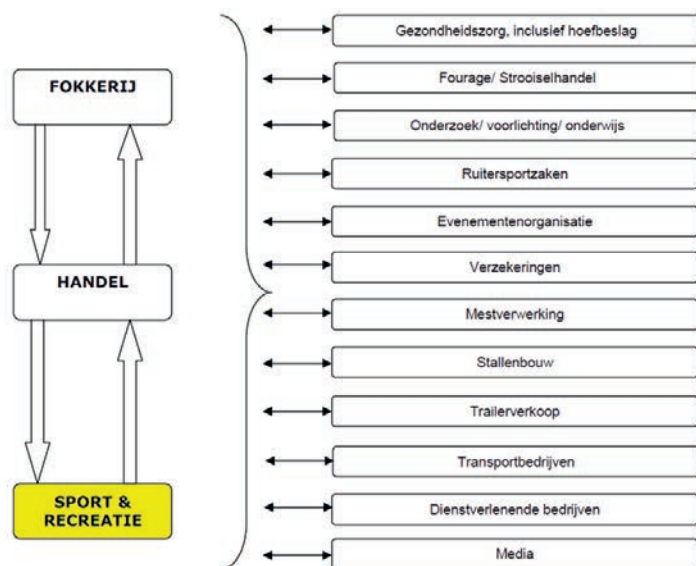 FOKKERIJ
HANDEL
SPORT &
RECREATIE
Gezondheidszorg, inclusief hoefbeslag
Fourage/ Strooiselhandel
Onderzoek/ voorlichting/ onderwijs
Ruitersportzaken
Evenementenorganisatie
Verzekeringen
Mestverwerking
Stallenbouw
Trailerverkoop
Transportbedrijven
Dienstverlenende bedrijven
Media